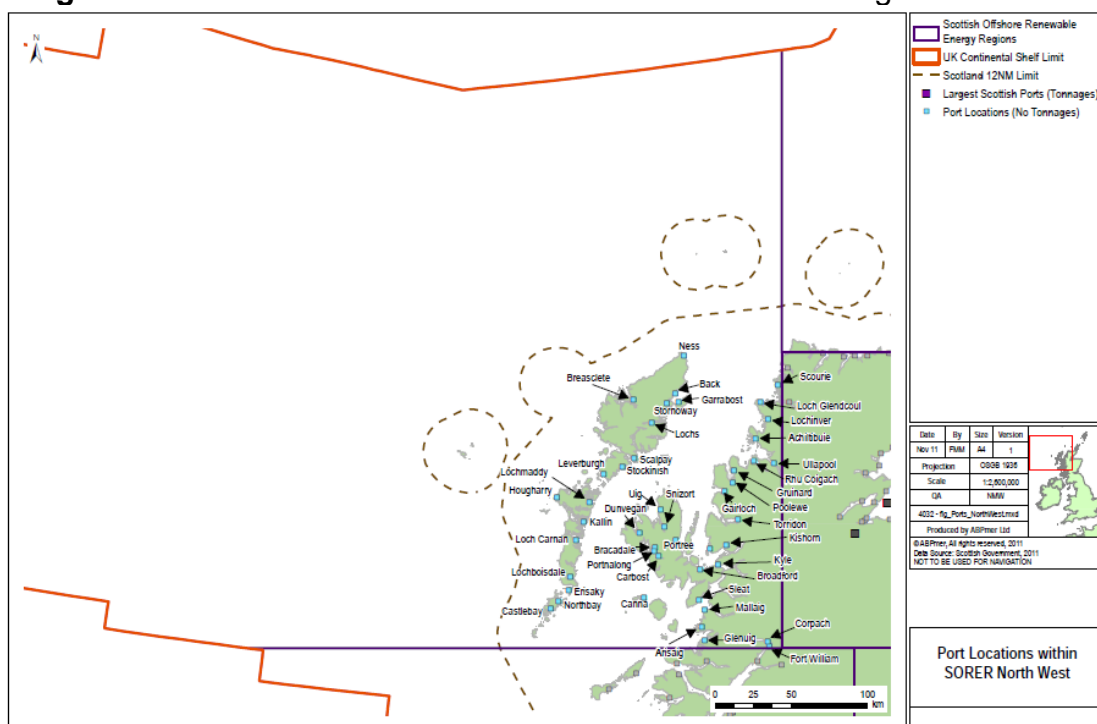 N
Ness
Breasclete
Back
Garrabost
Stornoway
Lochs
Scourie
Loch Glendcoul
Lochinver
Achiltibuie
Scalpay
Stockinish
Leverburgh
Ullapool
Rhu Coigach
Lochmaddy
Hougharry
Uig
Snizort
Dunvegan
Gruinard
Poolewe
Gairloch
Kallin
Torridon
Loch Carnan
Bracadale
Portree
Kishorn
Portnalong
Carbost
Kyle
Broadford
Lochboisdale
Sleat
Erisaky
Northbay
Canna
Mallaig
Castlebay
Corpach
Arisaig
Glenuig
Fort William
0 25 50 100
km
Scottish Offshore Renewable
Energy Regions
UK Continental Shelf Limit
Scotland 12NM Limit
Largest Scottish Ports (Tonnages)
Port Locations (No Tonnages)
Date By Size Version
Nov 11 FMM A4 1
Projection OSGB 1936
Scale 1:2,500,000
QA NMW
4032 - fig_Ports_NorthWest.mxd
Produced by ABPmer Ltd
© ABPmer, All rights reserved, 2011
Data Source: Scottish Government, 2011
NOT TO BE USED FOR NAVIGATION
Port Locations within
SORER North West